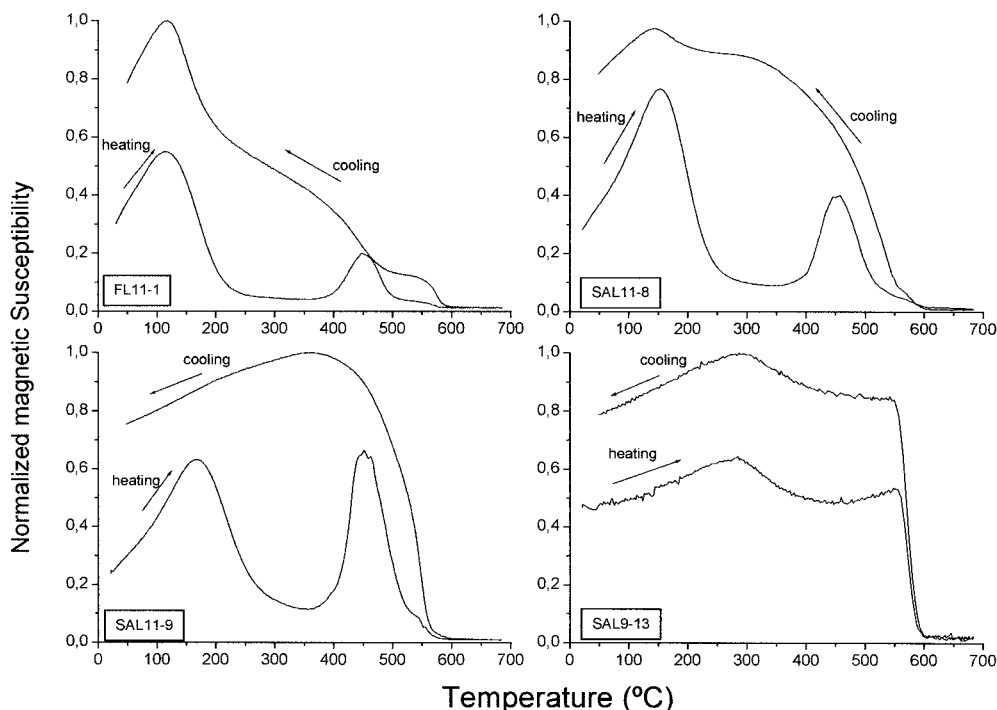 Normalized magnetic Susceptibility
1,0
0,8
0,6
0,4
0,2
0,0
heating
cooling
FL11-1
0 100 200 300 400 500 600 700
1,0
0,8
0,6
0,4
0,2
0,0
heating
cooling
SAL11-8
0 100 200 300 400 500 600 700
1,0
0,8
0,6
0,4
0,2
0,0
cooling
heating
SAL11-9
0 100 200 300 400 500 600 700
1,0
0,8
0,6
0,4
0,2
0,0
cooling
heating
SAL9-13
0 100 200 300 400 500 600 700
Temperature (ºC)